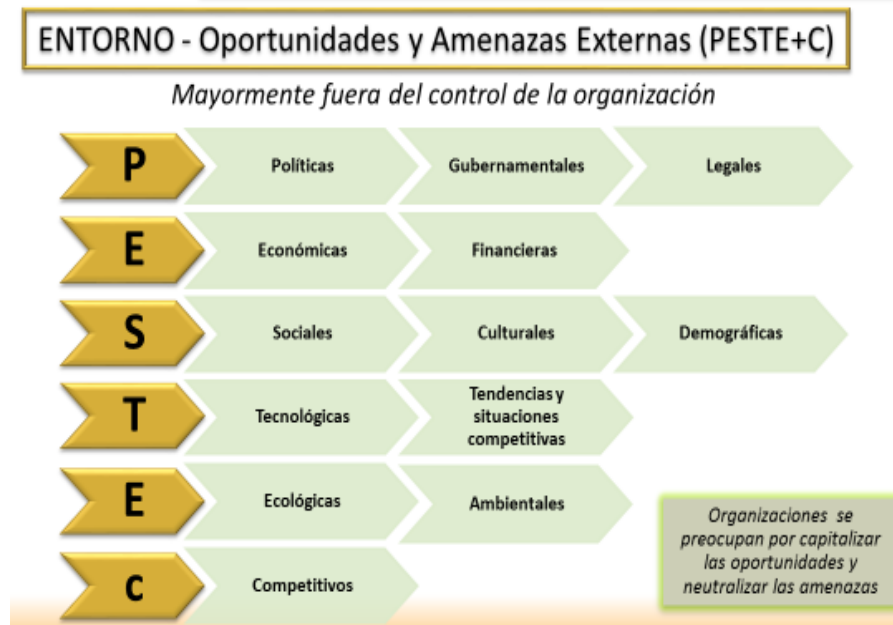 ENTORNO - Oportunidades y Amenazas Externas (PESTE+C)
Mayormente fuera del control de la organización
P Políticas Gubernamentales Legales
E Económicas Financieras
S Sociales Culturales Demográficas
T Tecnológicas Tendencias y
situaciones
competitivas
E Ecológicas Ambientales
c Competitivos
Organizaciones se
preocupan por capitalizar
las oportunidades y
neutralizar las amenazas